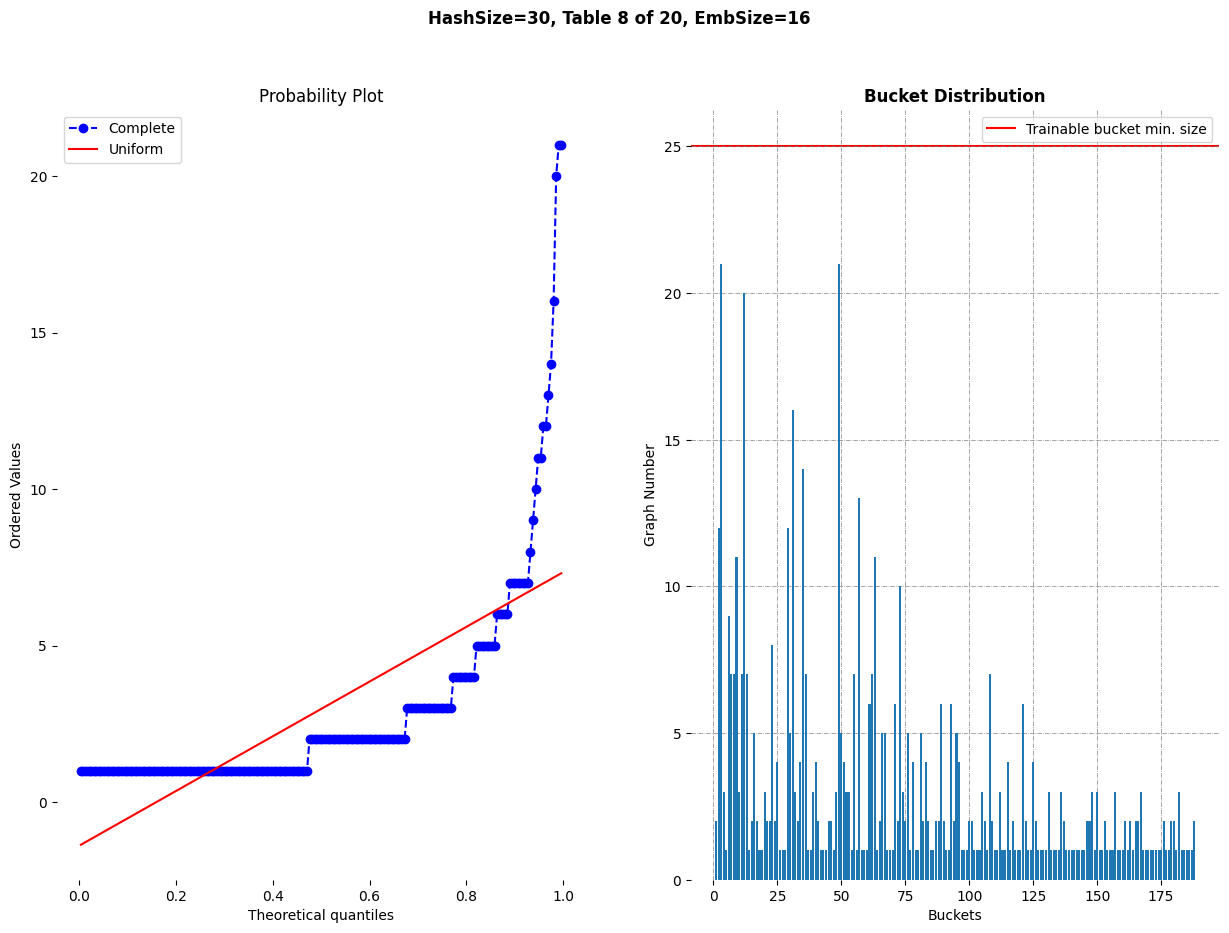 HashSize=30, Table 8 of 20, EmbSize=16
Probability Plot
Complete
Uniform
Ordered Values
20
15
10
5
0
0.0 0.2 0.4 0.6 0.8 1.0
Theoretical quantiles
Bucket Distribution
Trainable bucket min. size
Graph Number
25
20
15
10
5
0
0 25 50 75 100 125 150 175
Buckets